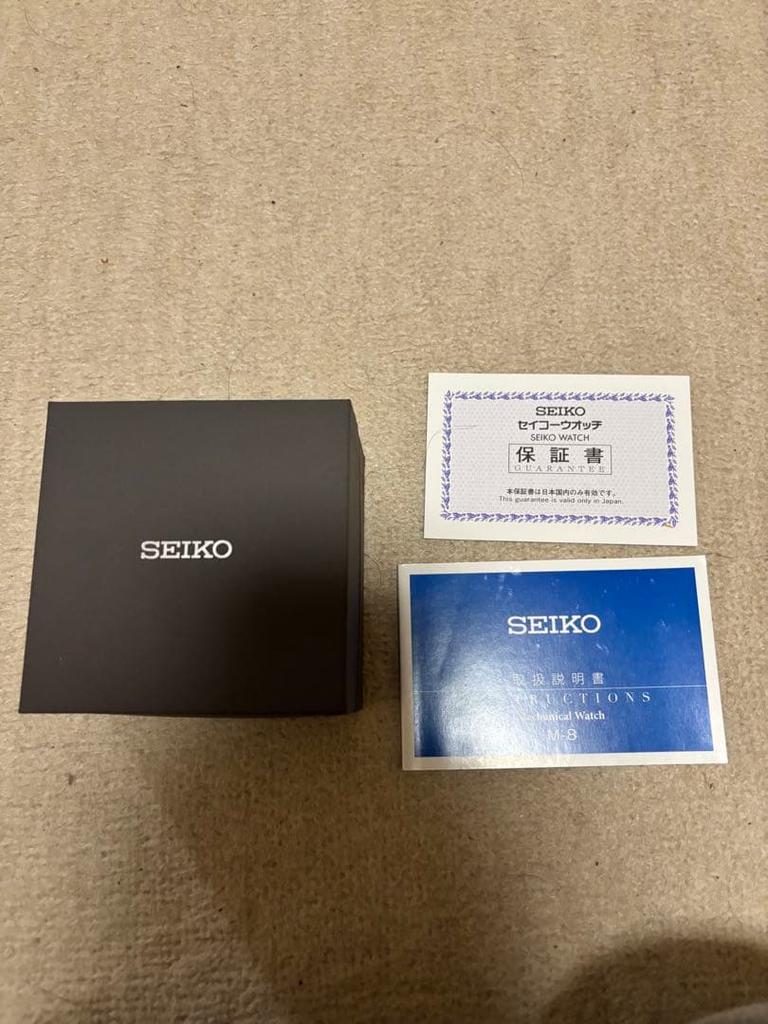 SEIKO
SEIKO
セイコーウオッチ
SEIKO WATCH
保証書
GUARANTEE
本保証書は日本国内のみ有効です。
This guarantee is valid only in Japan.
SEIKO
取扱説明書
INSTRUCTIONS
Mechanical Watch
M-8